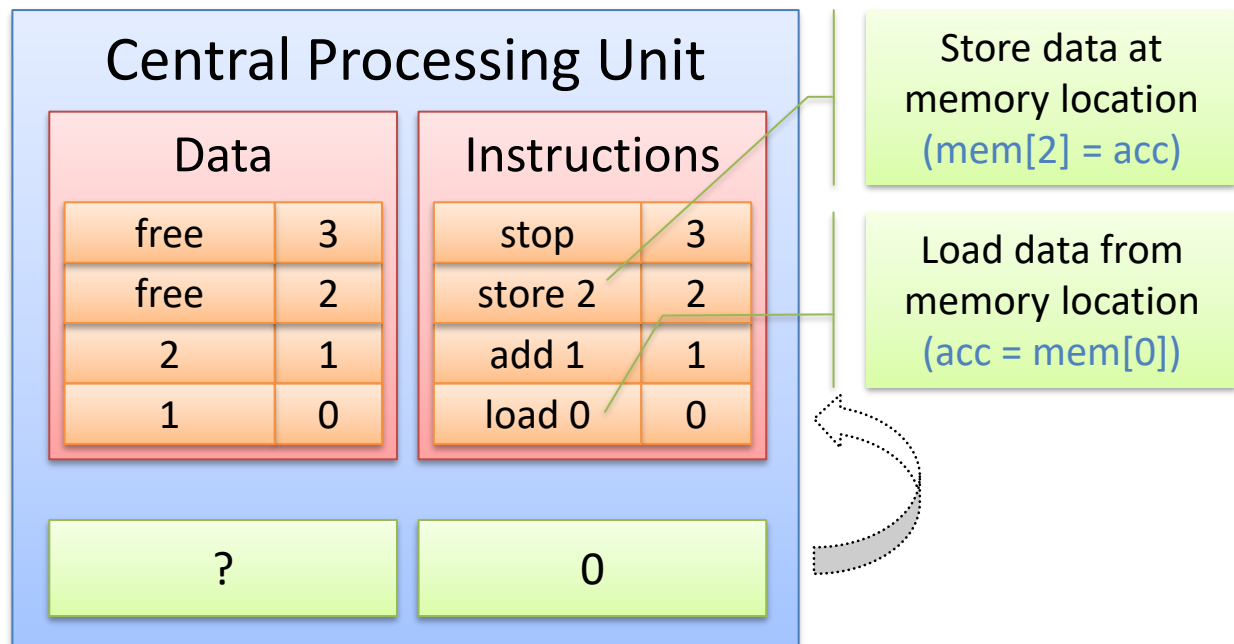 Central Processing Unit
Data
free 3
free 2
2 1
1 0
Instructions
stop 3
store 2 2
add 1 1
load 0 0
?
0
Store data at
memory location
(mem[2] = acc)
Load data from
memory location
(acc = mem[0])